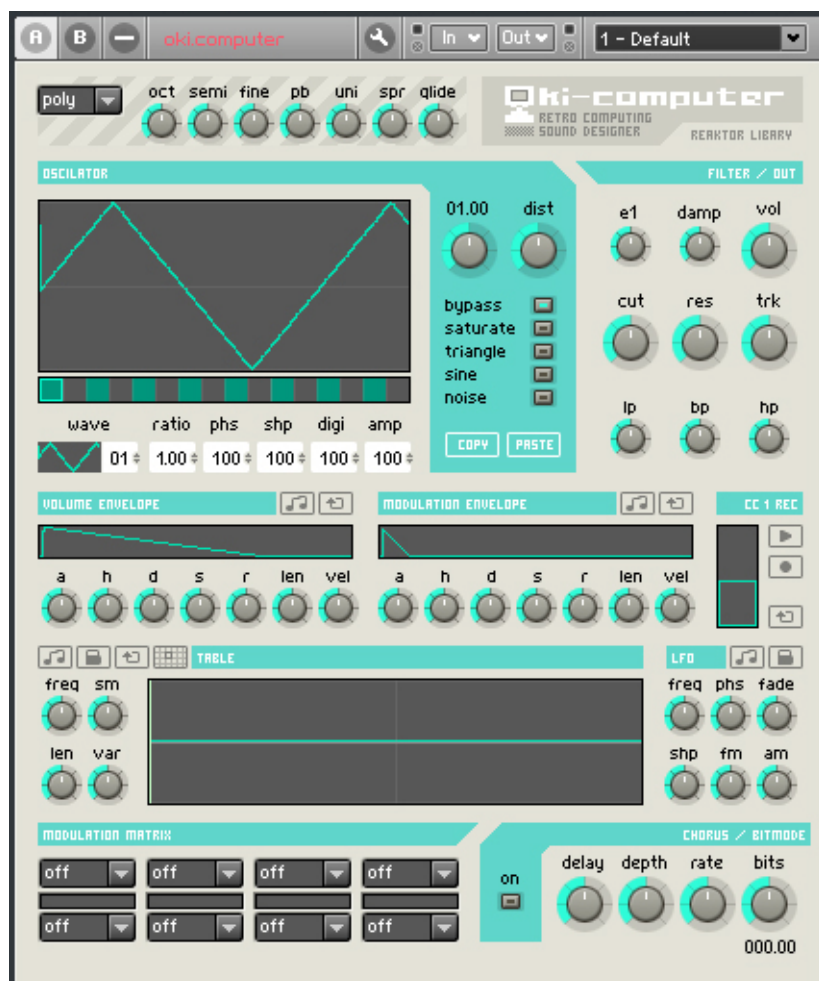 A B oki.computer In Out 1 - Default
poly oct semi fine pb uni spr glide
oki-computer
RETRO COMPUTING
SOUND DESIGNER REAKTOR LIBRARY
OSCILATOR FILTER / OUT
01.00 dist e1 damp vol
bypass cut res trk
saturate
triangle
sine
noise lp bp hp
wave ratio phs shp digi amp COPY PASTE
01 1.00 100 100 100 100
VOLUME ENVELOPE MODULATION ENVELOPE CC 1 REC
a h d s r len vel a h d s r len vel
TABLE LFO
freq sm freq phs fade
len var shp fm am
MODULATION MATRIX CHORUS / BITMODE
off off off off on delay depth rate bits
off off off off 000.00